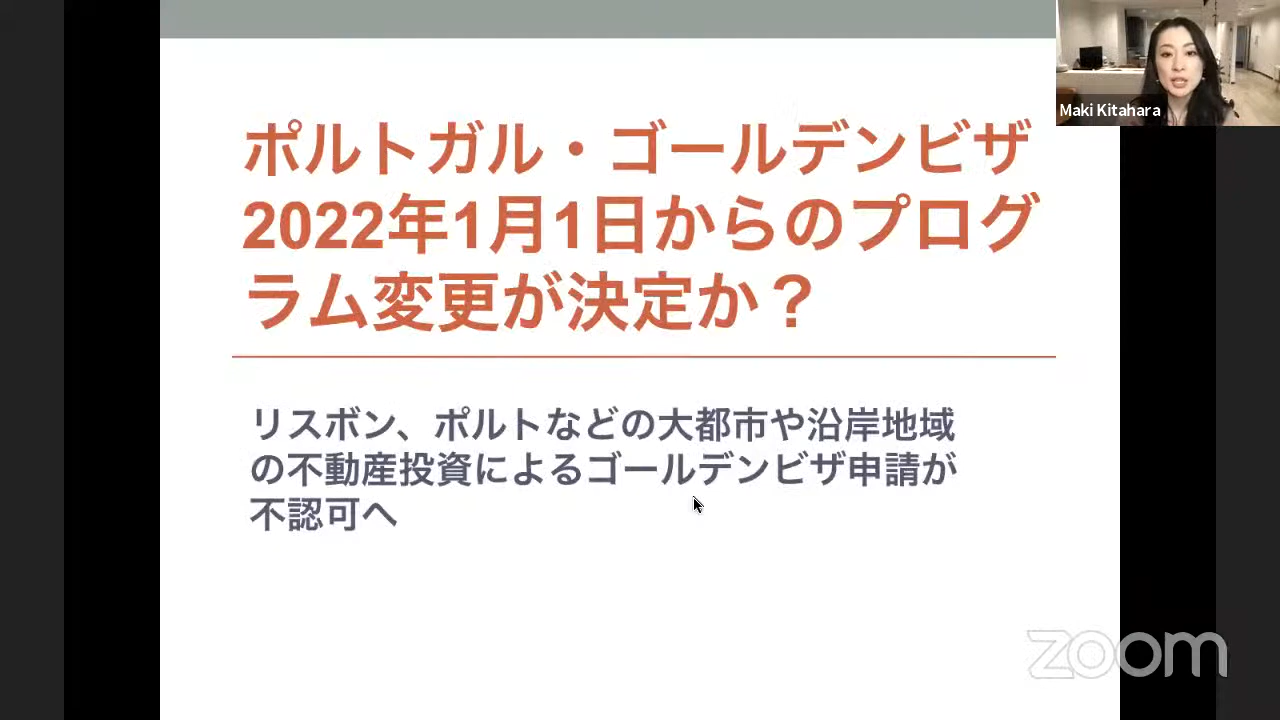 ポルトガル・ゴールデンビザ
2022年1月1日からのプログ
ラム変更が決定か？
リスボン、ポルトなどの大都市や沿岸地域
の不動産投資によるゴールデンビザ申請が
不認可へ
Maki Kitahara
zoom